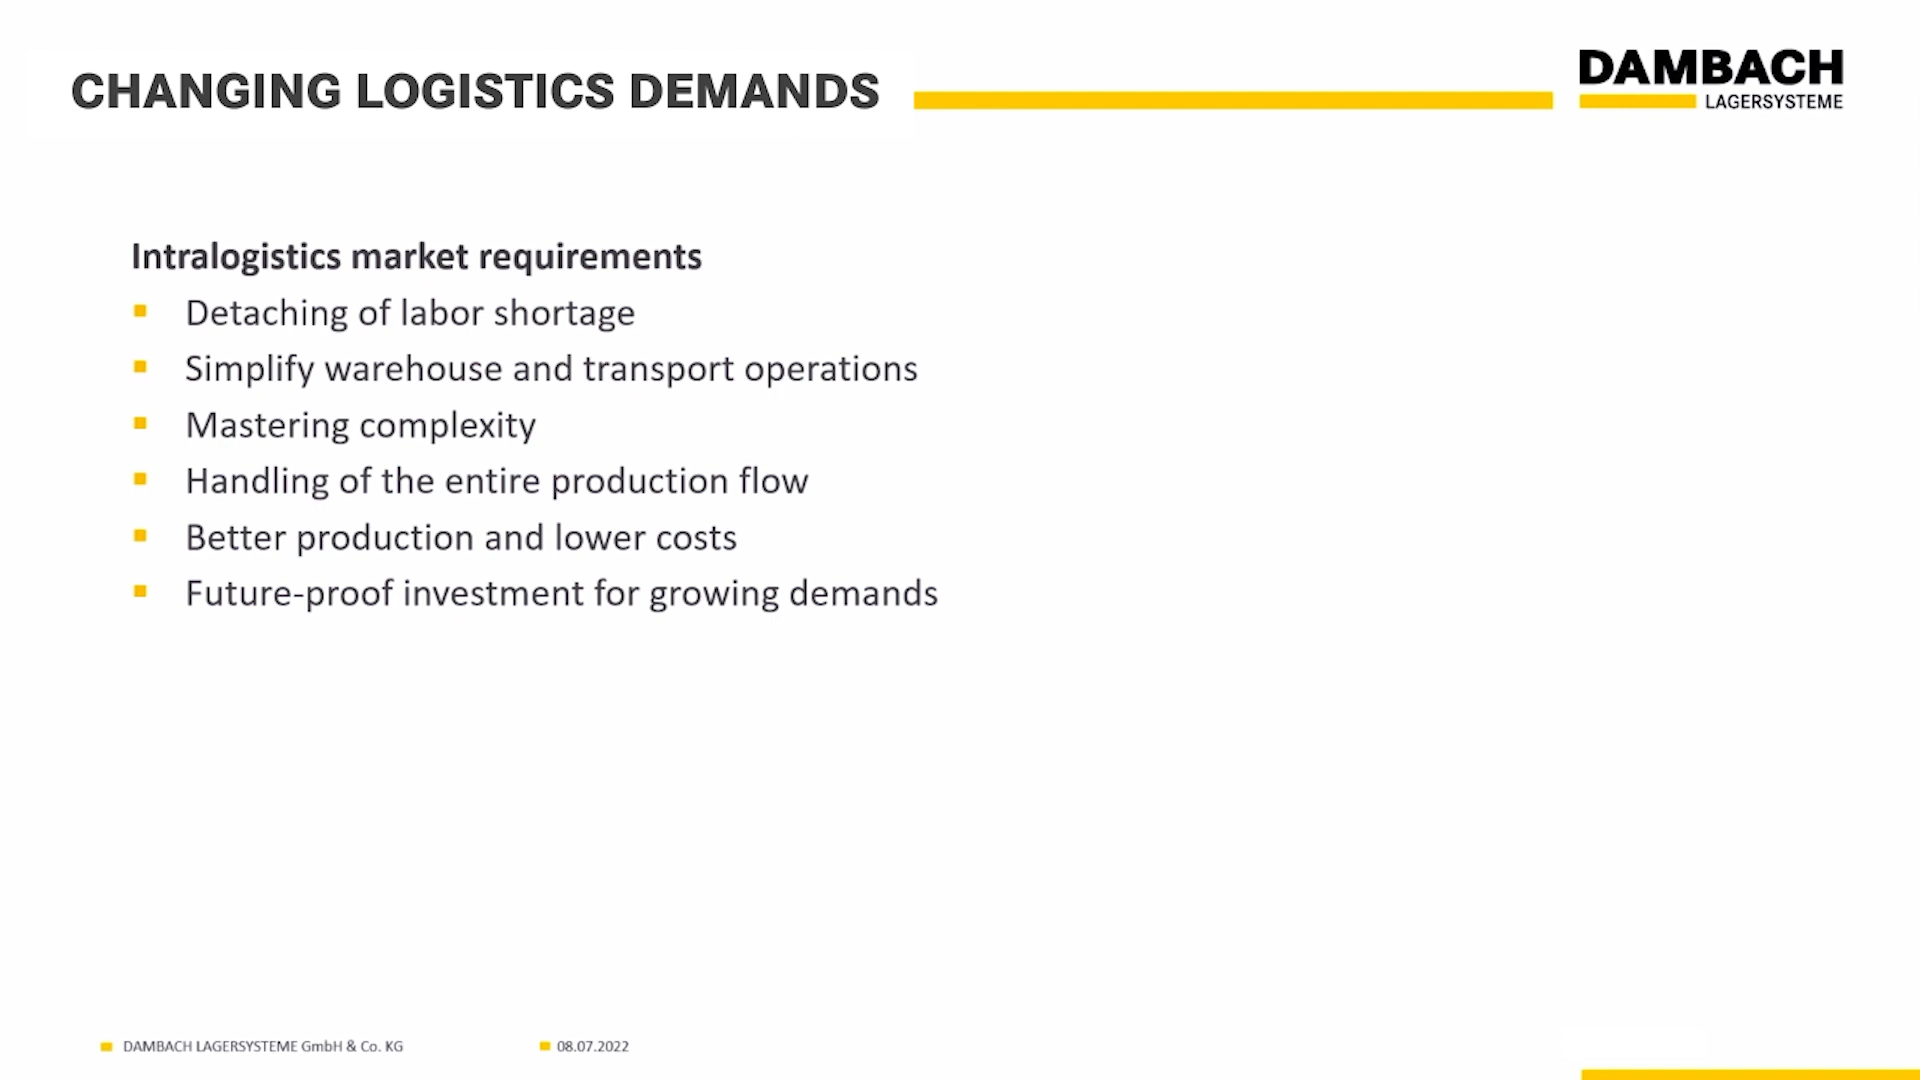 CHANGING LOGISTICS DEMANDS
DAMBACH
LAGERSYSTEME
Intralogistics market requirements
Detaching of labor shortage
Simplify warehouse and transport operations
Mastering complexity
Handling of the entire production flow
Better production and lower costs
Future-proof investment for growing demands
DAMBACH LAGERSYSTEME GmbH & Co. KG
08.07.2022